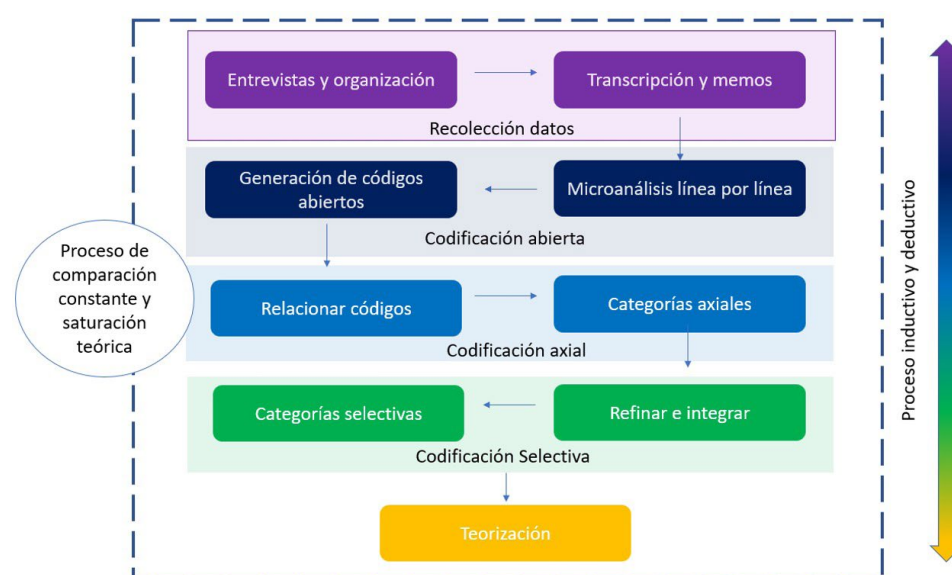 Entrevistas y organización
Transcripción y memos
Recolección datos
Generación de códigos
abiertos
Microanálisis línea por línea
Codificación abierta
Proceso de
comparación
constante y
saturación
teórica
Relacionar códigos
Categorías axiales
Codificación axial
Categorías selectivas
Refinar e integrar
Codificación Selectiva
Teorización
Proceso inductivo y deductivo